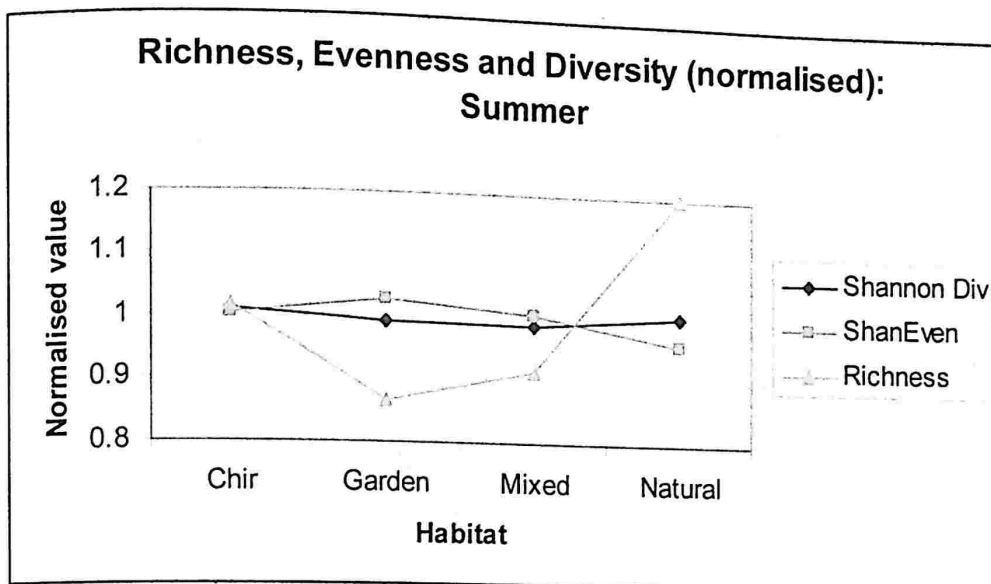 Richness, Evenness and Diversity (normalised):
Summer
Normalised value
1.2
1.1
1
0.9
0.8
Chir
Garden
Mixed
Natural
Habitat
Shannon Div
ShanEven
Richness